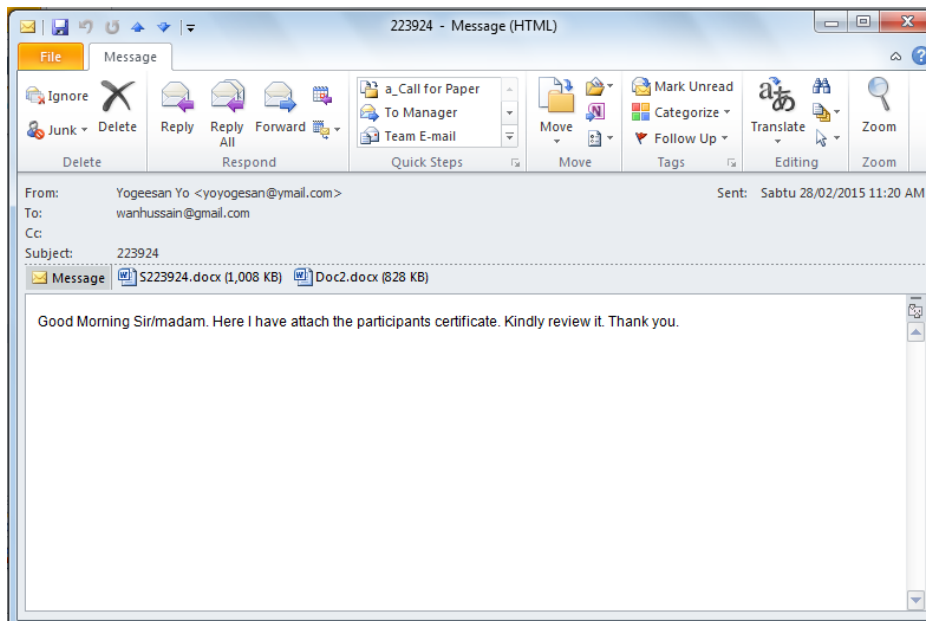 223924 - Message (HTML)
File Message
Ignore
Junk
Delete
Reply
Reply All
Forward
a_Call for Paper
To Manager
Team E-mail
Move
Mark Unread
Categorize
Follow Up
Translate
Zoom
Delete Respond Quick Steps Move Tags Editing Zoom
From: Yogeesan Yo <yoyogesan@ymail.com> Sent: Sabtu 28/02/2015 11:20 AM
To: wanhussain@gmail.com
Cc:
Subject: 223924
Message S223924.docx (1,008 KB) Doc2.docx (828 KB)
Good Morning Sir/madam. Here I have attach the participants certificate. Kindly review it. Thank you.